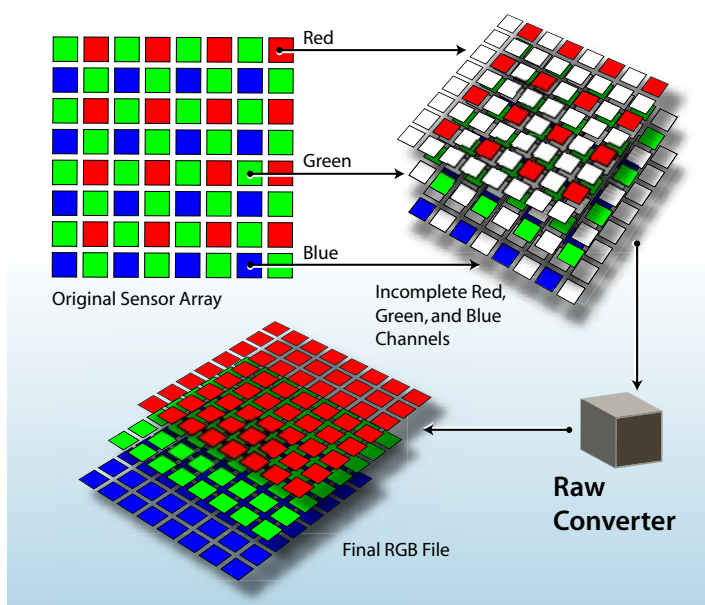 Red
Green
Blue
Original Sensor Array
Incomplete Red,
Green, and Blue
Channels
Raw
Converter
Final RGB File